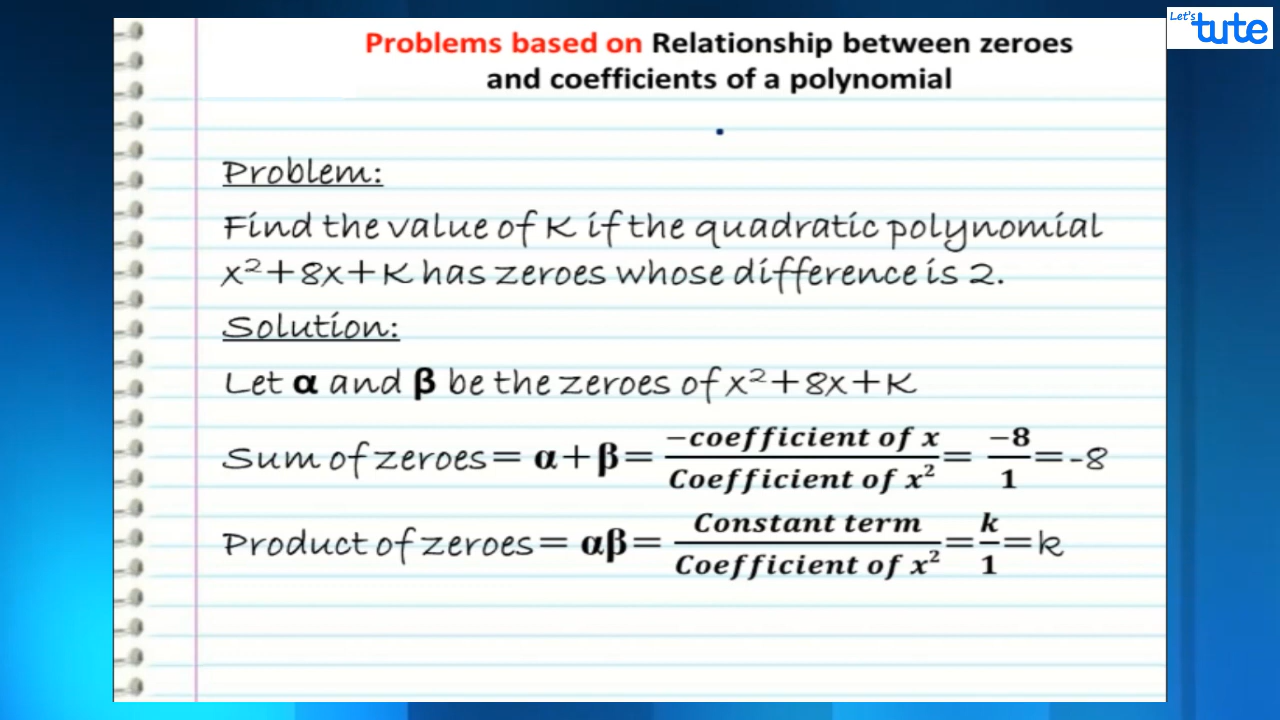 Let's tute
Problems based on Relationship between zeroes
and coefficients of a polynomial
Problem:
Find the value of K if the quadratic polynomial
x²+8x+K has zeroes whose difference is 2.
Solution:
Let α and β be the zeroes of x²+8x+K
Sum of zeroes= α+β= −coefficient of x / Coefficient of x² = −8/1 =-8
Product of zeroes= αβ= Constant term / Coefficient of x² = k/1 =k